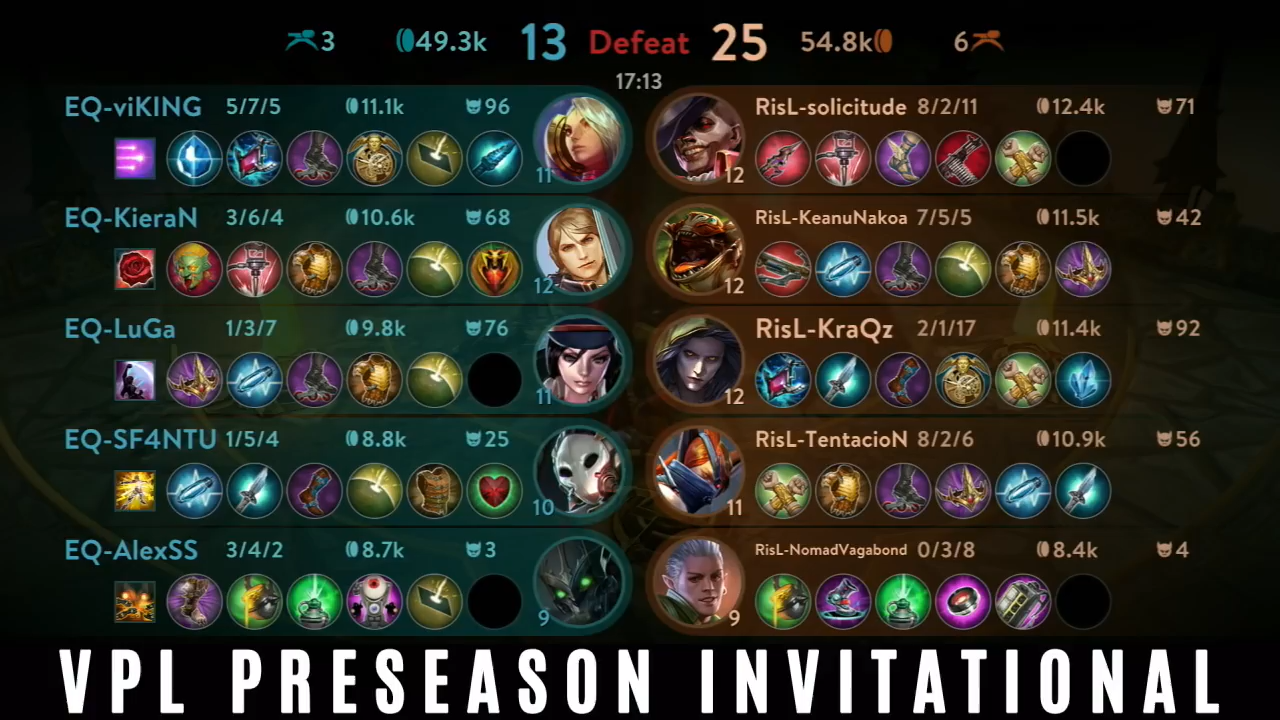 3 49.3k 13 Defeat 25 54.8k 6
17:13
EQ-viKING 5/7/5 11.1k 96 RisL-solicitude 8/2/11 12.4k 71
11 12
EQ-KieraN 3/6/4 10.6k 68 RisL-KeanuNakoa 7/5/5 11.5k 42
12 12
EQ-LuGa 1/3/7 9.8k 76 RisL-KraQz 2/1/17 11.4k 92
11 12
EQ-SF4NTU 1/5/4 8.8k 25 RisL-TentacioN 8/2/6 10.9k 56
10 11
EQ-AlexSS 3/4/2 8.7k 3 RisL-NomadVagabond 0/3/8 8.4k 4
9 9
VPL PRESEASON INVITATIONAL